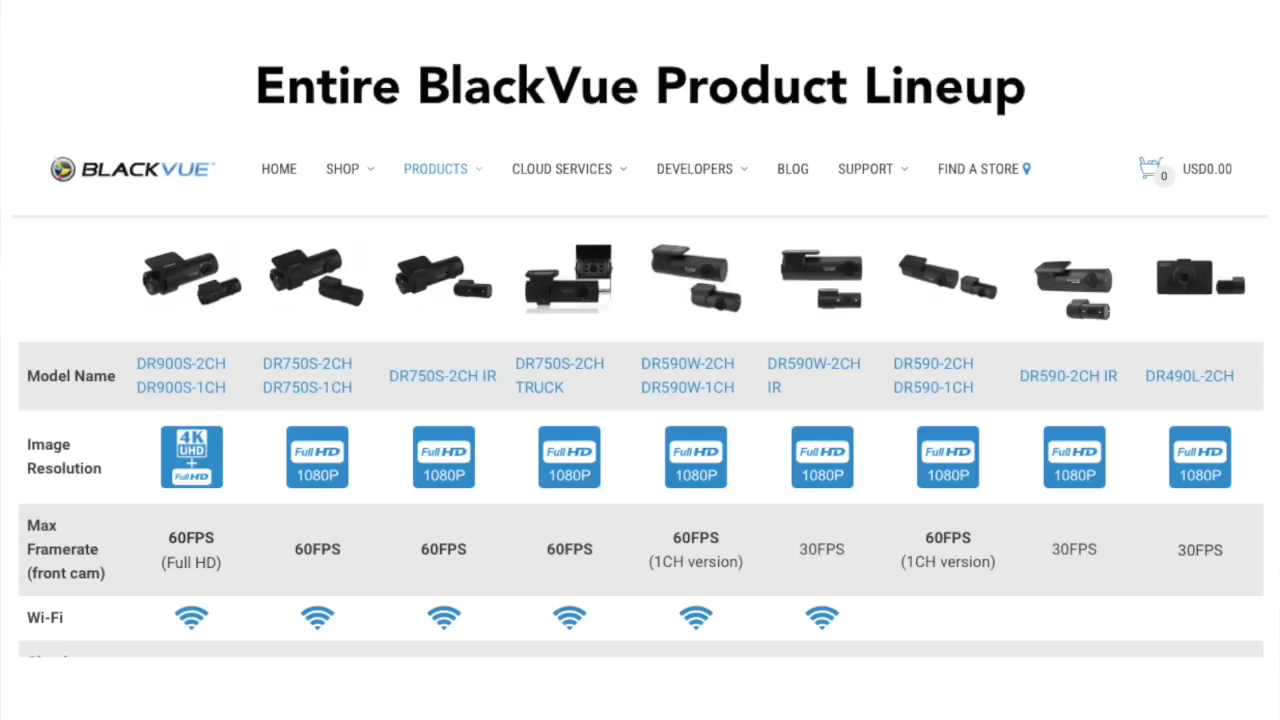 Entire BlackVue Product Lineup
BLACKVUE
HOME SHOP PRODUCTS CLOUD SERVICES DEVELOPERS BLOG SUPPORT FIND A STORE 0 USD0.00
Model Name
DR900S-2CH
DR900S-1CH
DR750S-2CH
DR750S-1CH
DR750S-2CH IR
DR750S-2CH
TRUCK
DR590W-2CH
DR590W-1CH
DR590W-2CH
IR
DR590-2CH
DR590-1CH
DR590-2CH IR
DR490L-2CH
Image
Resolution
4K
UHD
+
Full HD
Full HD
1080P
Full HD
1080P
Full HD
1080P
Full HD
1080P
Full HD
1080P
Full HD
1080P
Full HD
1080P
Full HD
1080P
Max
Framerate
(front cam)
60FPS
(Full HD)
60FPS
60FPS
60FPS
60FPS
(1CH version)
30FPS
60FPS
(1CH version)
30FPS
30FPS
Wi-Fi